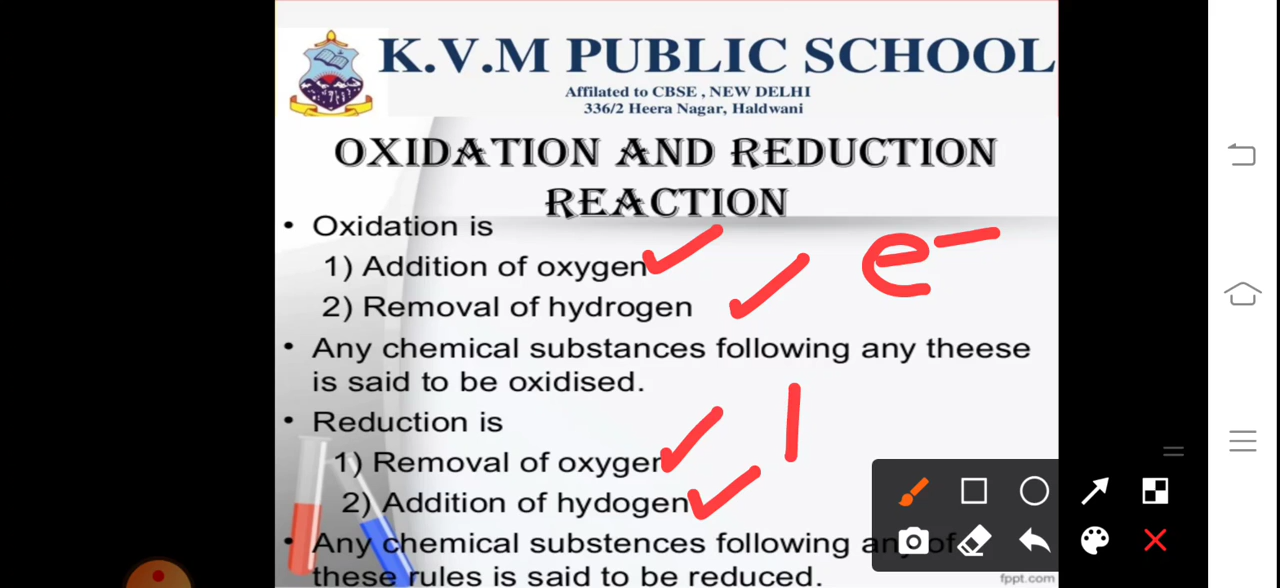 K.V.M PUBLIC SCHOOL
Affilated to CBSE , NEW DELHI
336/2 Heera Nagar, Haldwani
OXIDATION AND REDUCTION
REACTION
• Oxidation is
1) Addition of oxygen
2) Removal of hydrogen
e−
• Any chemical substances following any theese
is said to be oxidised.
• Reduction is
1) Removal of oxygen
2) Addition of hydogen
• Any chemical substences following any of
these rules is said to be reduced.
fppt.com